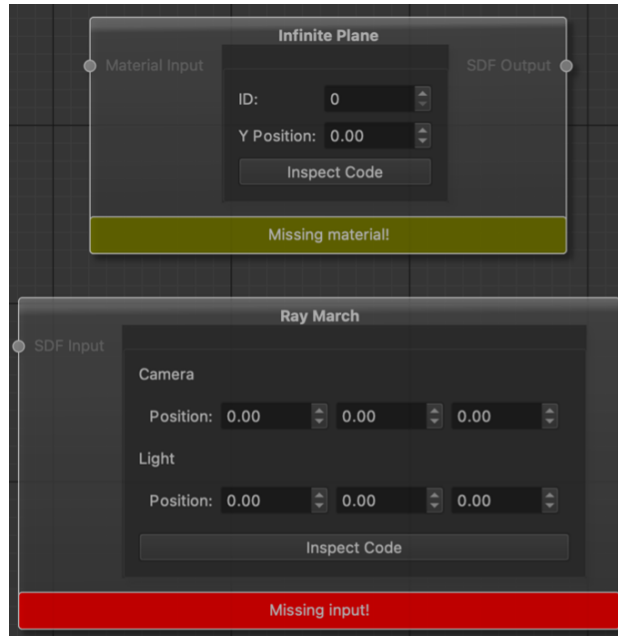 Infinite Plane
Material Input SDF Output
ID: 0
Y Position: 0.00
Inspect Code
Missing material!
Ray March
SDF Input
Camera
Position: 0.00 0.00 0.00
Light
Position: 0.00 0.00 0.00
Inspect Code
Missing input!